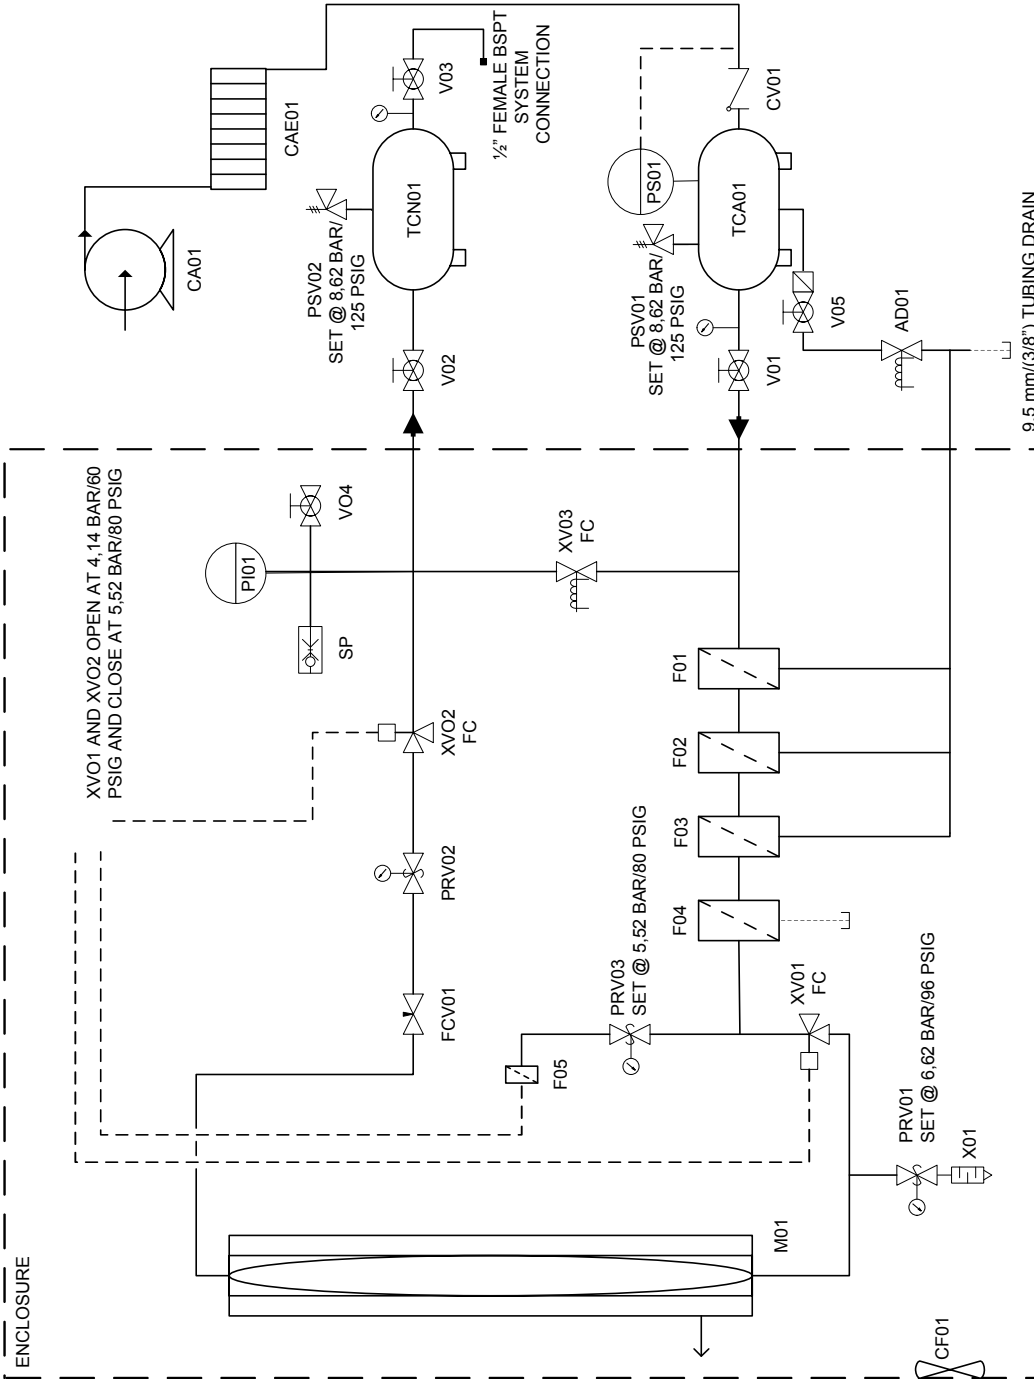 ENCLOSURE
XVO1 AND XVO2 OPEN AT 4,14 BAR/60
PSIG AND CLOSE AT 5,52 BAR/80 PSIG
CA01
CAE01
PSV02
SET @ 8,62 BAR/
125 PSIG
TCN01
V02
V03
½" FEMALE BSPT
SYSTEM
CONNECTION
PSV01
SET @ 8,62 BAR/
125 PSIG
PS01
TCA01
CV01
V01
V05
AD01
9,5 mm/(3/8") TUBING DRAIN
PI01
VO4
SP
XVO2
FC
PRV02
FCV01
XV03
FC
F01
F02
F03
F04
F05
PRV03
SET @ 5,52 BAR/80 PSIG
XV01
FC
PRV01
SET @ 6,62 BAR/96 PSIG
X01
M01
CF01